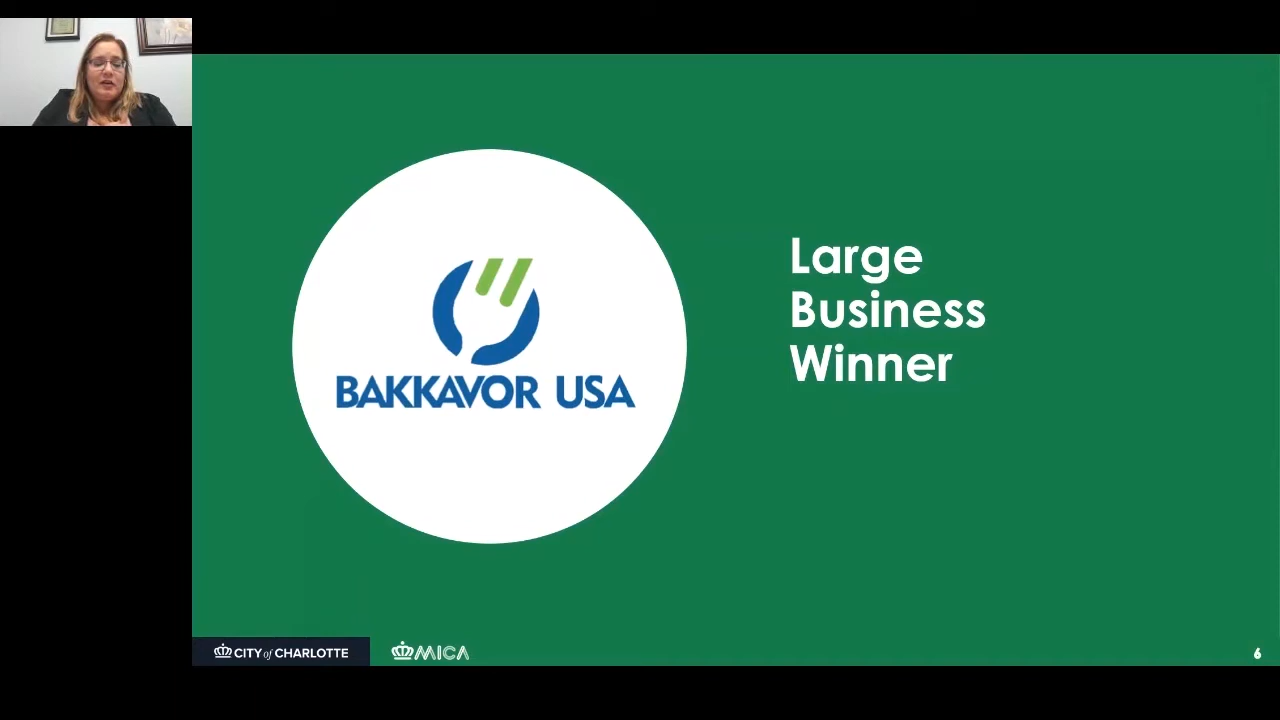 BAKKAVOR USA
Large
Business
Winner
CITY of CHARLOTTE
MICA
6